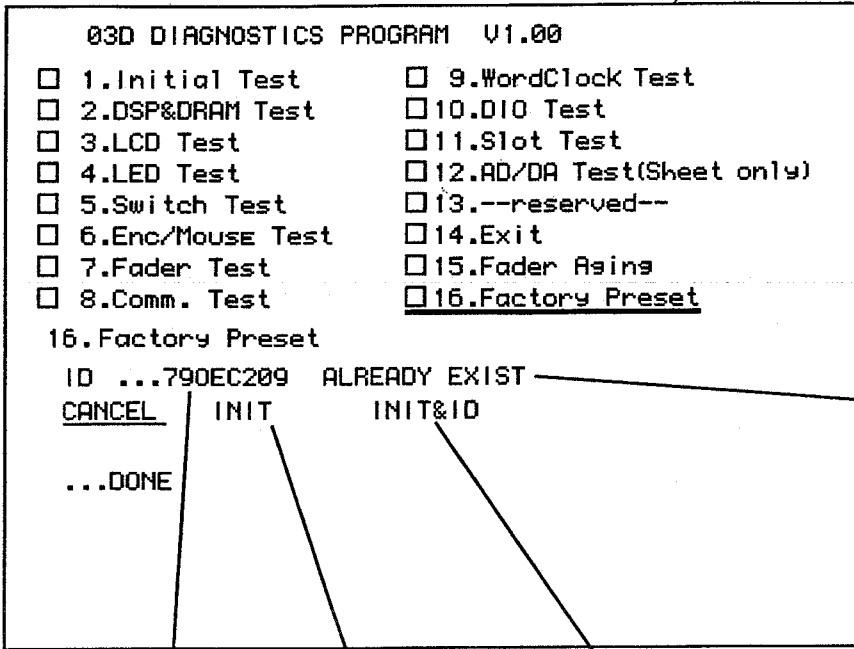 03D DIAGNOSTICS PROGRAM V1.00
1.Initial Test
2.DSP&DRAM Test
3.LCD Test
4.LED Test
5.Switch Test
6.Enc/Mouse Test
7.Fader Test
8.Comm. Test
9.WordClock Test
10.DIO Test
11.Slot Test
12.AD/DA Test(Sheet only)
13.--reserved--
14.Exit
15.Fader Aging
16.Factory Preset
16.Factory Preset
ID ...790EC209 ALREADY EXIST
CANCEL INIT INIT&ID
...DONE